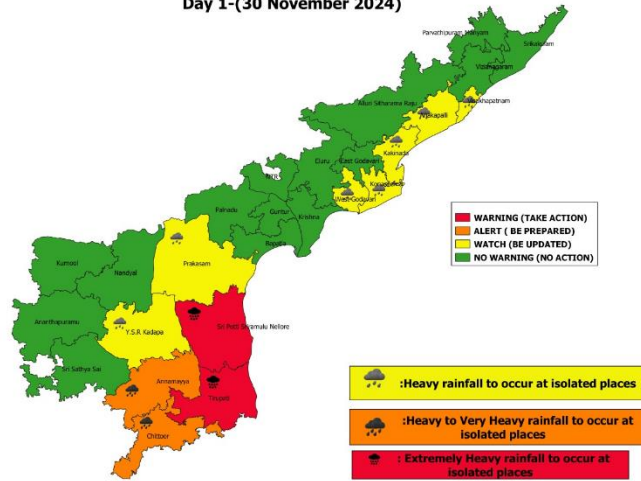 Day 1-(30 November 2024)
Parvathipuram Manyam
Srikakulam
Vizianagaram
Alluri Sitharama Raju
Visakhapatnam
Anakapalli
Kakinada
Eluru
East Godavari
Konaseema
West Godavari
NTR
Krishna
Palnadu
Guntur
Bapatla
Prakasam
Kurnool
Nandyal
Ananthapuramu
Sri Sathya Sai
Y.S.R Kadapa
Sri Potti Sriramulu Nellore
Annamayya
Tirupati
Chittoor
WARNING (TAKE ACTION)
ALERT ( BE PREPARED)
WATCH (BE UPDATED)
NO WARNING (NO ACTION)
:Heavy rainfall to occur at isolated places
:Heavy to Very Heavy rainfall to occur at
isolated places
: Extremely Heavy rainfall to occur at
isolated places